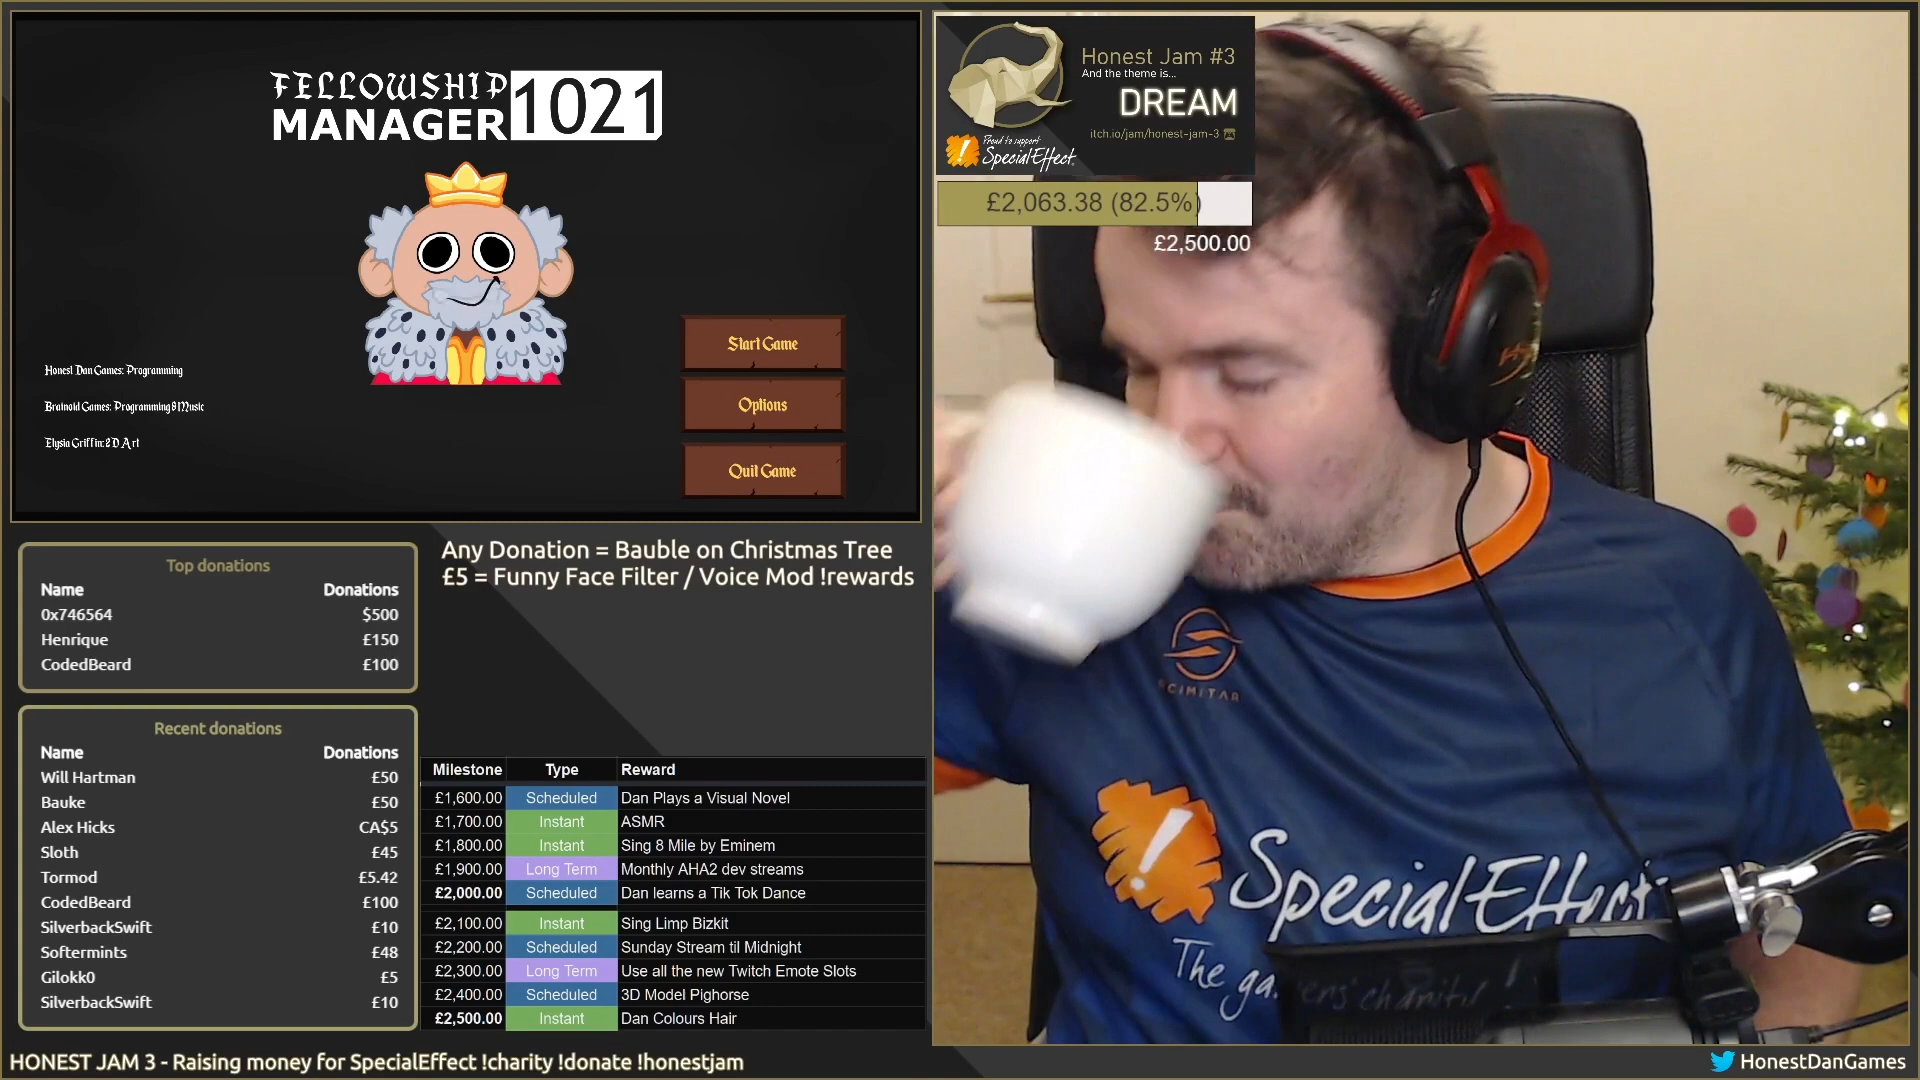 FELLOWSHIP
MANAGER 1021
Honest Dan Games: Programming
Brainoid Games: Programming & Music
Elysia Griffin: 2D Art
Start Game
Options
Quit Game
Honest Jam #3
And the theme is...
DREAM
itch.io/jam/honest-jam-3
Proud to support
SpecialEffect
£2,063.38 (82.5%)
£2,500.00
Any Donation = Bauble on Christmas Tree
£5 = Funny Face Filter / Voice Mod !rewards
Top donations
Name Donations
0x746564 $500
Henrique £150
CodedBeard £100
Recent donations
Name Donations
Will Hartman £50
Bauke £50
Alex Hicks CA$5
Sloth £45
Tormod £5.42
CodedBeard £100
SilverbackSwift £10
Softermints £48
Gilokk0 £5
SilverbackSwift £10
Milestone Type Reward
£1,600.00 Scheduled Dan Plays a Visual Novel
£1,700.00 Instant ASMR
£1,800.00 Instant Sing 8 Mile by Eminem
£1,900.00 Long Term Monthly AHA2 dev streams
£2,000.00 Scheduled Dan learns a Tik Tok Dance
£2,100.00 Instant Sing Limp Bizkit
£2,200.00 Scheduled Sunday Stream til Midnight
£2,300.00 Long Term Use all the new Twitch Emote Slots
£2,400.00 Scheduled 3D Model Pighorse
£2,500.00 Instant Dan Colours Hair
SCIMITAR
SpecialEffect
The gamers' charity
HONEST JAM 3 - Raising money for SpecialEffect !charity !donate !honestjam
HonestDanGames